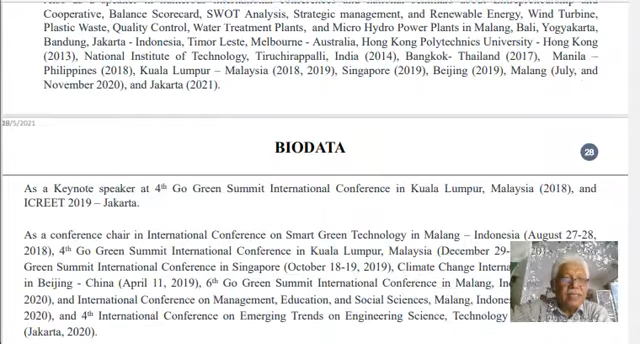 Cooperative, Balance Scorecard, SWOT Analysis, Strategic management, and Renewable Energy, Wind Turbine,
Plastic Waste, Quality Control, Water Treatment Plants, and Micro Hydro Power Plants in Malang, Bali, Yogyakarta,
Bandung, Jakarta - Indonesia, Timor Leste, Melbourne - Australia, Hong Kong Polytechnics University - Hong Kong
(2013), National Institute of Technology, Tiruchirappalli, India (2014), Bangkok- Thailand (2017), Manila –
Philippines (2018), Kuala Lumpur – Malaysia (2018, 2019), Singapore (2019), Beijing (2019), Malang (July, and
November 2020), and Jakarta (2021).
28/5/2021
BIODATA
28
As a Keynote speaker at 4th Go Green Summit International Conference in Kuala Lumpur, Malaysia (2018), and
ICREET 2019 – Jakarta.
As a conference chair in International Conference on Smart Green Technology in Malang – Indonesia (August 27-28,
2018), 4th Go Green Summit International Conference in Kuala Lumpur, Malaysia (December 29-
Green Summit International Conference in Singapore (October 18-19, 2019), Climate Change
in Beijing - China (April 11, 2019), 6th Go Green Summit International Conference in Malang,
2020), and International Conference on Management, Education, and Social Sciences, Malang,
2020), and 4th International Conference on Emerging Trends on Engineering Science, Technology
(Jakarta, 2020).